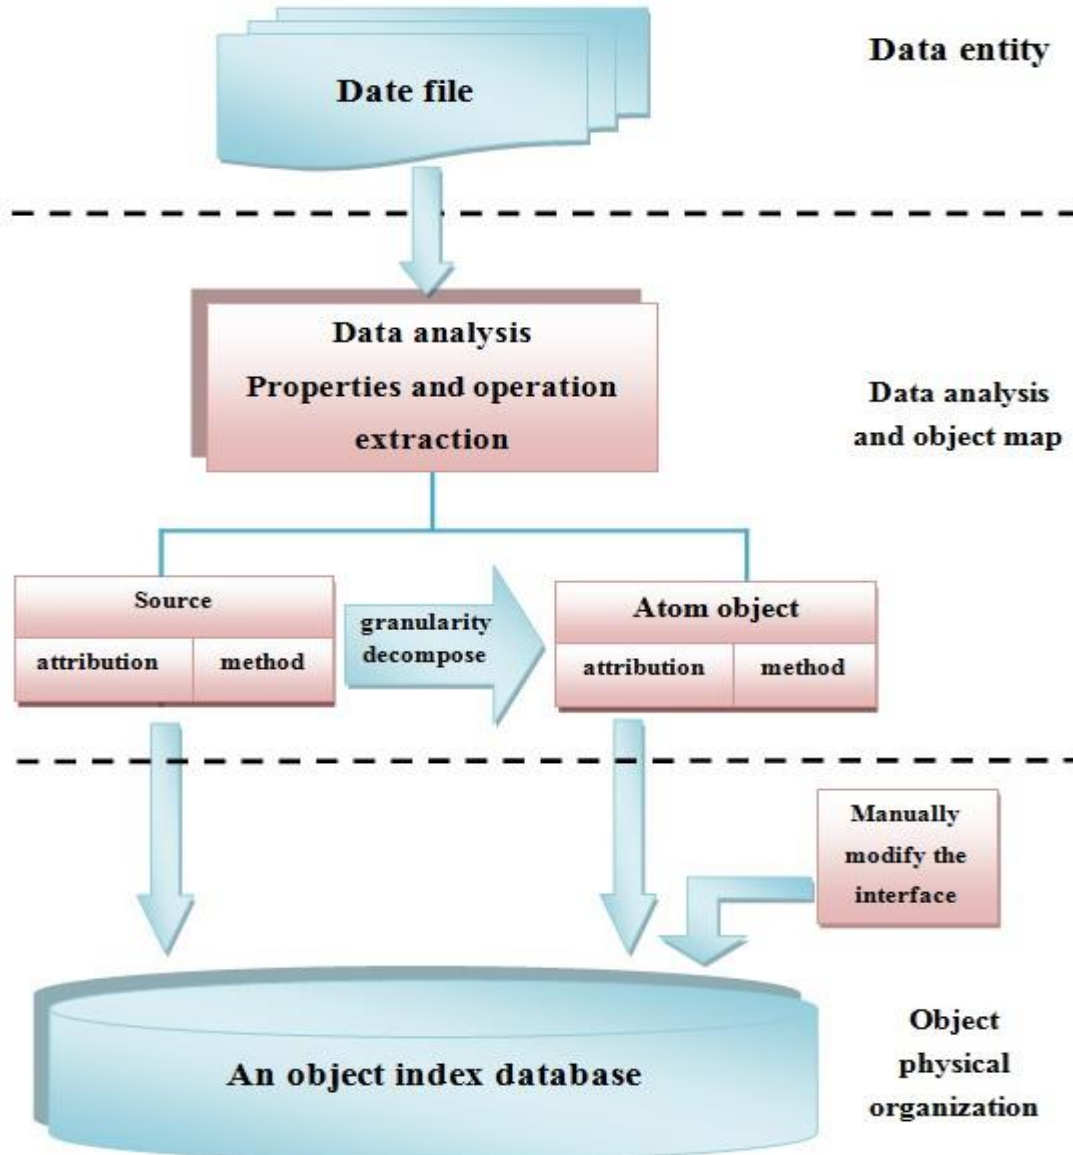 Data entity
Date file
Data analysis
Properties and operation
extraction
Data analysis
and object map
Source
attribution
method
granularity
decompose
Atom object
attribution
method
Manually
modify the
interface
An object index database
Object
physical
organization